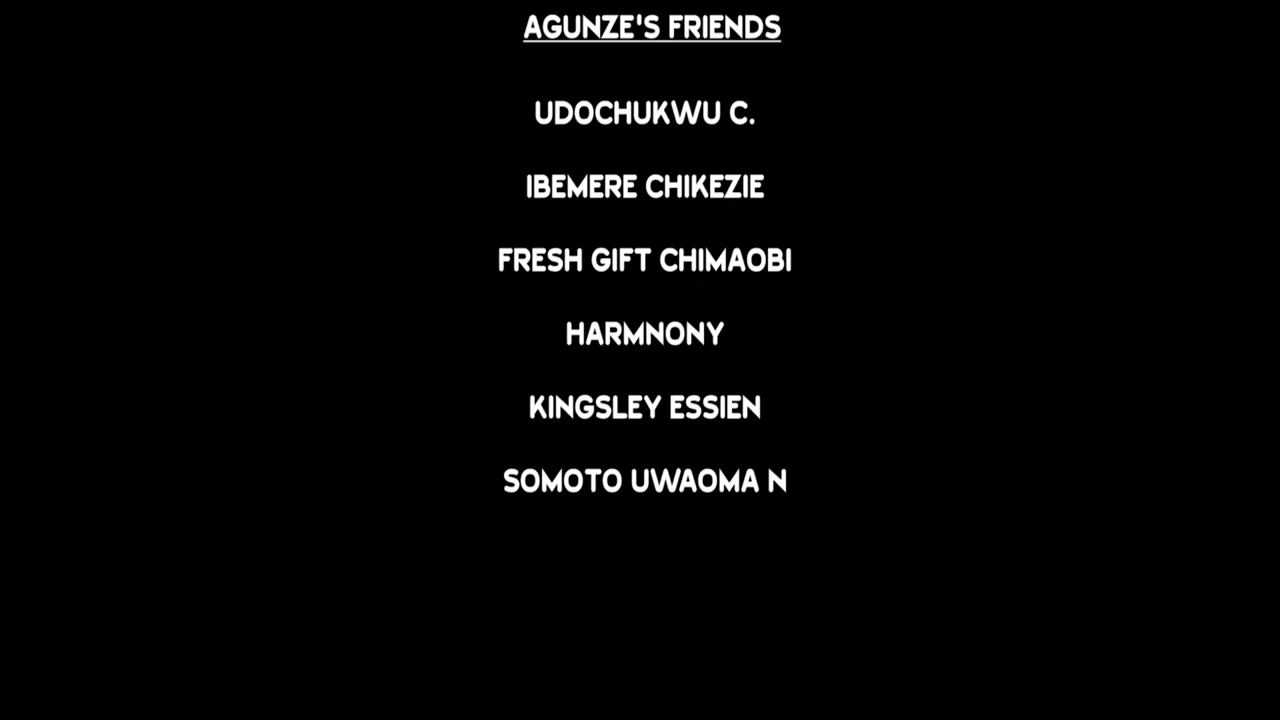 AGUNZE'S FRIENDS
UDOCHUKWU C.
IBEMERE CHIKEZIE
FRESH GIFT CHIMAOBI
HARMNONY
KINGSLEY ESSIEN
SOMOTO UWAOMA N